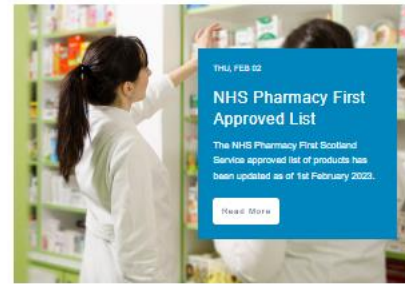 THU, FEB 02
NHS Pharmacy First
Approved List
The NHS Pharmacy First Scotland
Service approved list of products has
been updated as of 1st February 2023.
Read More